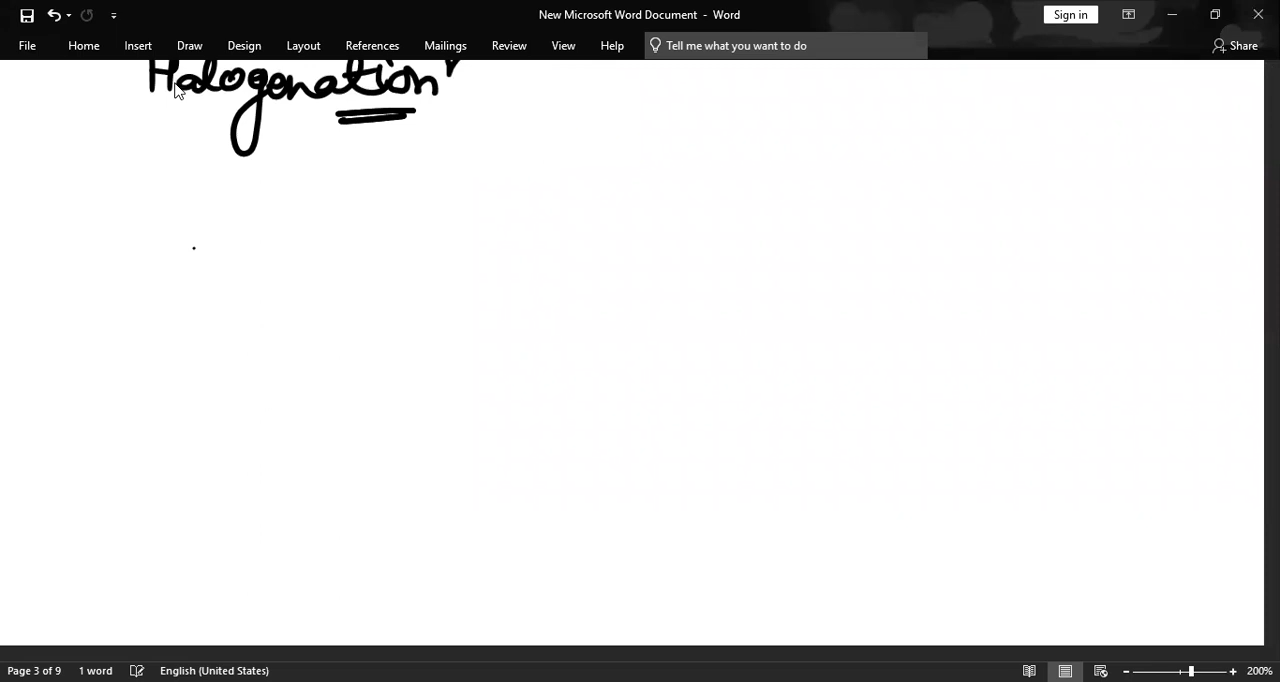 New Microsoft Word Document - Word
Sign in
File Home Insert Draw Design Layout References Mailings Review View Help Tell me what you want to do Share
Halogenation
Page 3 of 9 1 word English (United States) 200%